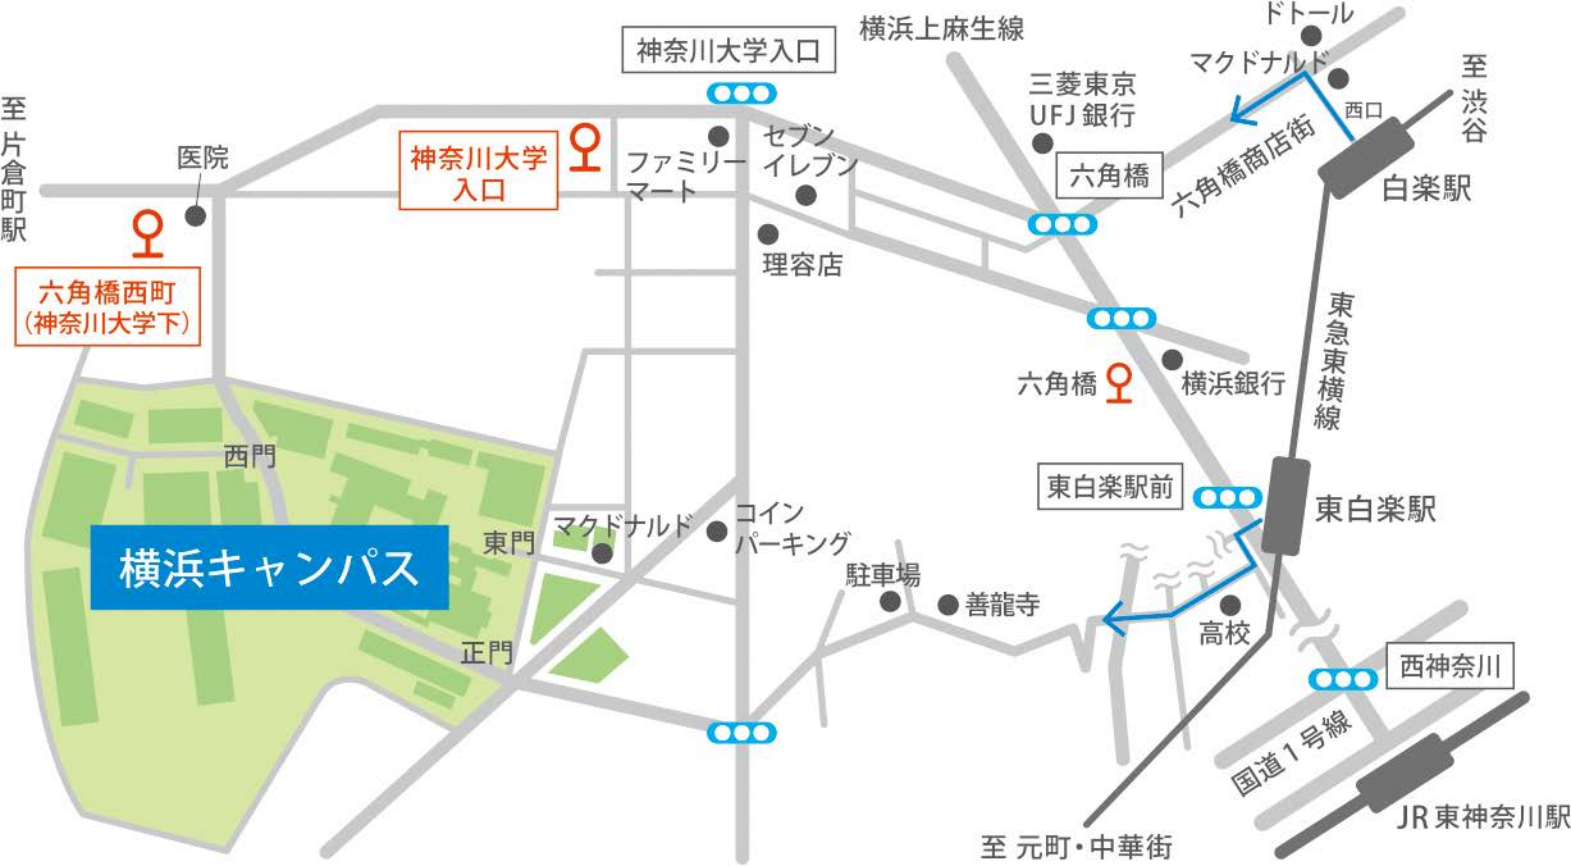 ドトール
神奈川大学入口
横浜上麻生線
マクドナルド
至 渋谷
三菱東京
UFJ 銀行
西口
至 片倉町駅
医院
神奈川大学
入口
ファミリー
マート
セブン
イレブン
六角橋
六角橋商店街
白楽駅
理容店
六角橋西町
(神奈川大学下)
東急東横線
六角橋
横浜銀行
西門
東白楽駅前
東白楽駅
マクドナルド
コイン
パーキング
東門
横浜キャンパス
駐車場
善龍寺
高校
正門
西神奈川
国道1号線
JR 東神奈川駅
至 元町・中華街